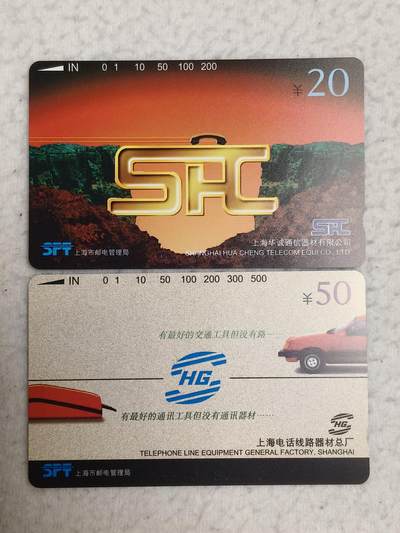 IN 0 1 10 50 100 200
¥20
SHC
SHC
上海华诚通信器材有限公司
SHANGHAI HUA CHENG TELECOM EQUI CO., LTD
SPT 上海市邮电管理局
IN 0 1 10 50 100 200 300 500
¥50
有最好的交通工具但没有路……
HG
HG
有最好的通讯工具但没有通讯器材……
上海电话线路器材总厂
TELEPHONE LINE EQUIPMENT GENERAL FACTORY, SHANGHAI
SPT 上海市邮电管理局